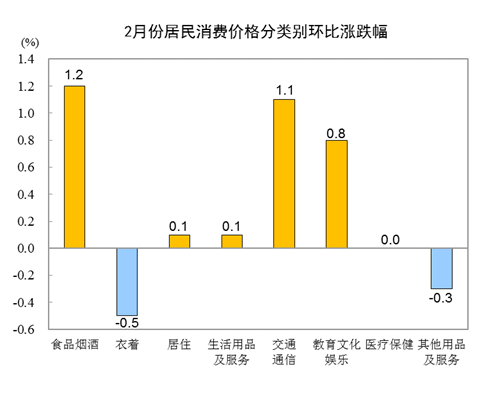 2月份居民消费价格分类别环比涨跌幅
(%)
1.4
1.2
1.0
0.8
0.6
0.4
0.2
0.0
-0.2
-0.4
-0.6
1.2
-0.5
0.1
0.1
1.1
0.8
0.0
-0.3
食品烟酒
衣着
居住
生活用品
及服务
交通
通信
教育文化
娱乐
医疗保健
其他用品
及服务